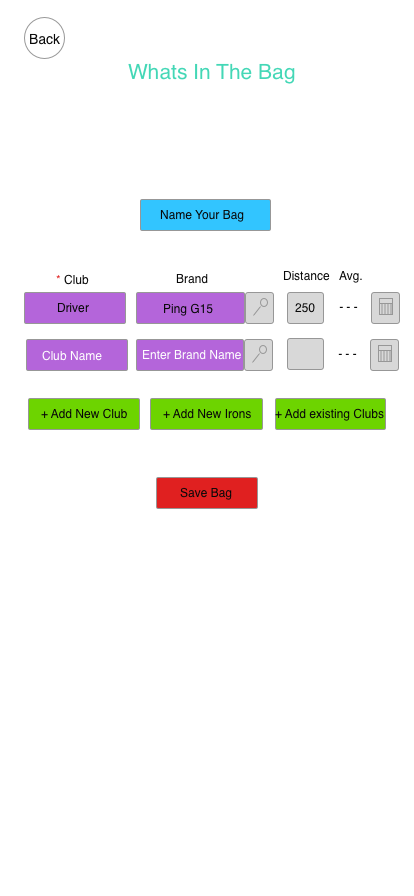 Back
Whats In The Bag
Name Your Bag
* Club Brand Distance Avg.
Driver Ping G15 250 ---
Club Name Enter Brand Name ---
+ Add New Club + Add New Irons + Add existing Clubs
Save Bag